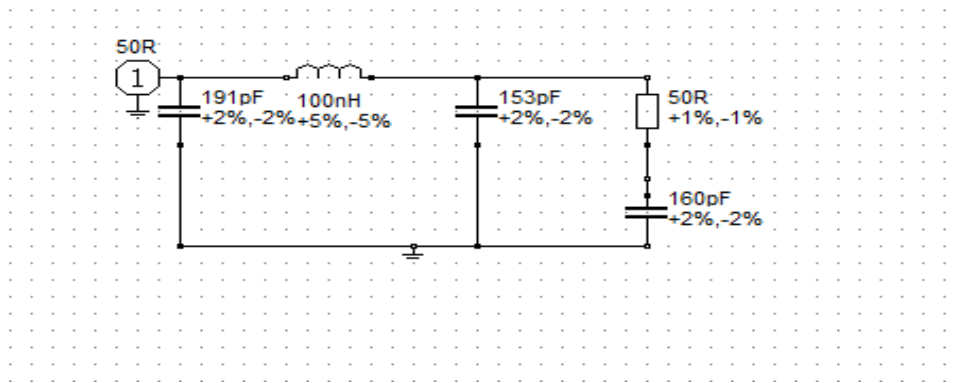 50R
1
191pF
+2%,-2%
100nH
+5%,-5%
153pF
+2%,-2%
50R
+1%,-1%
160pF
+2%,-2%